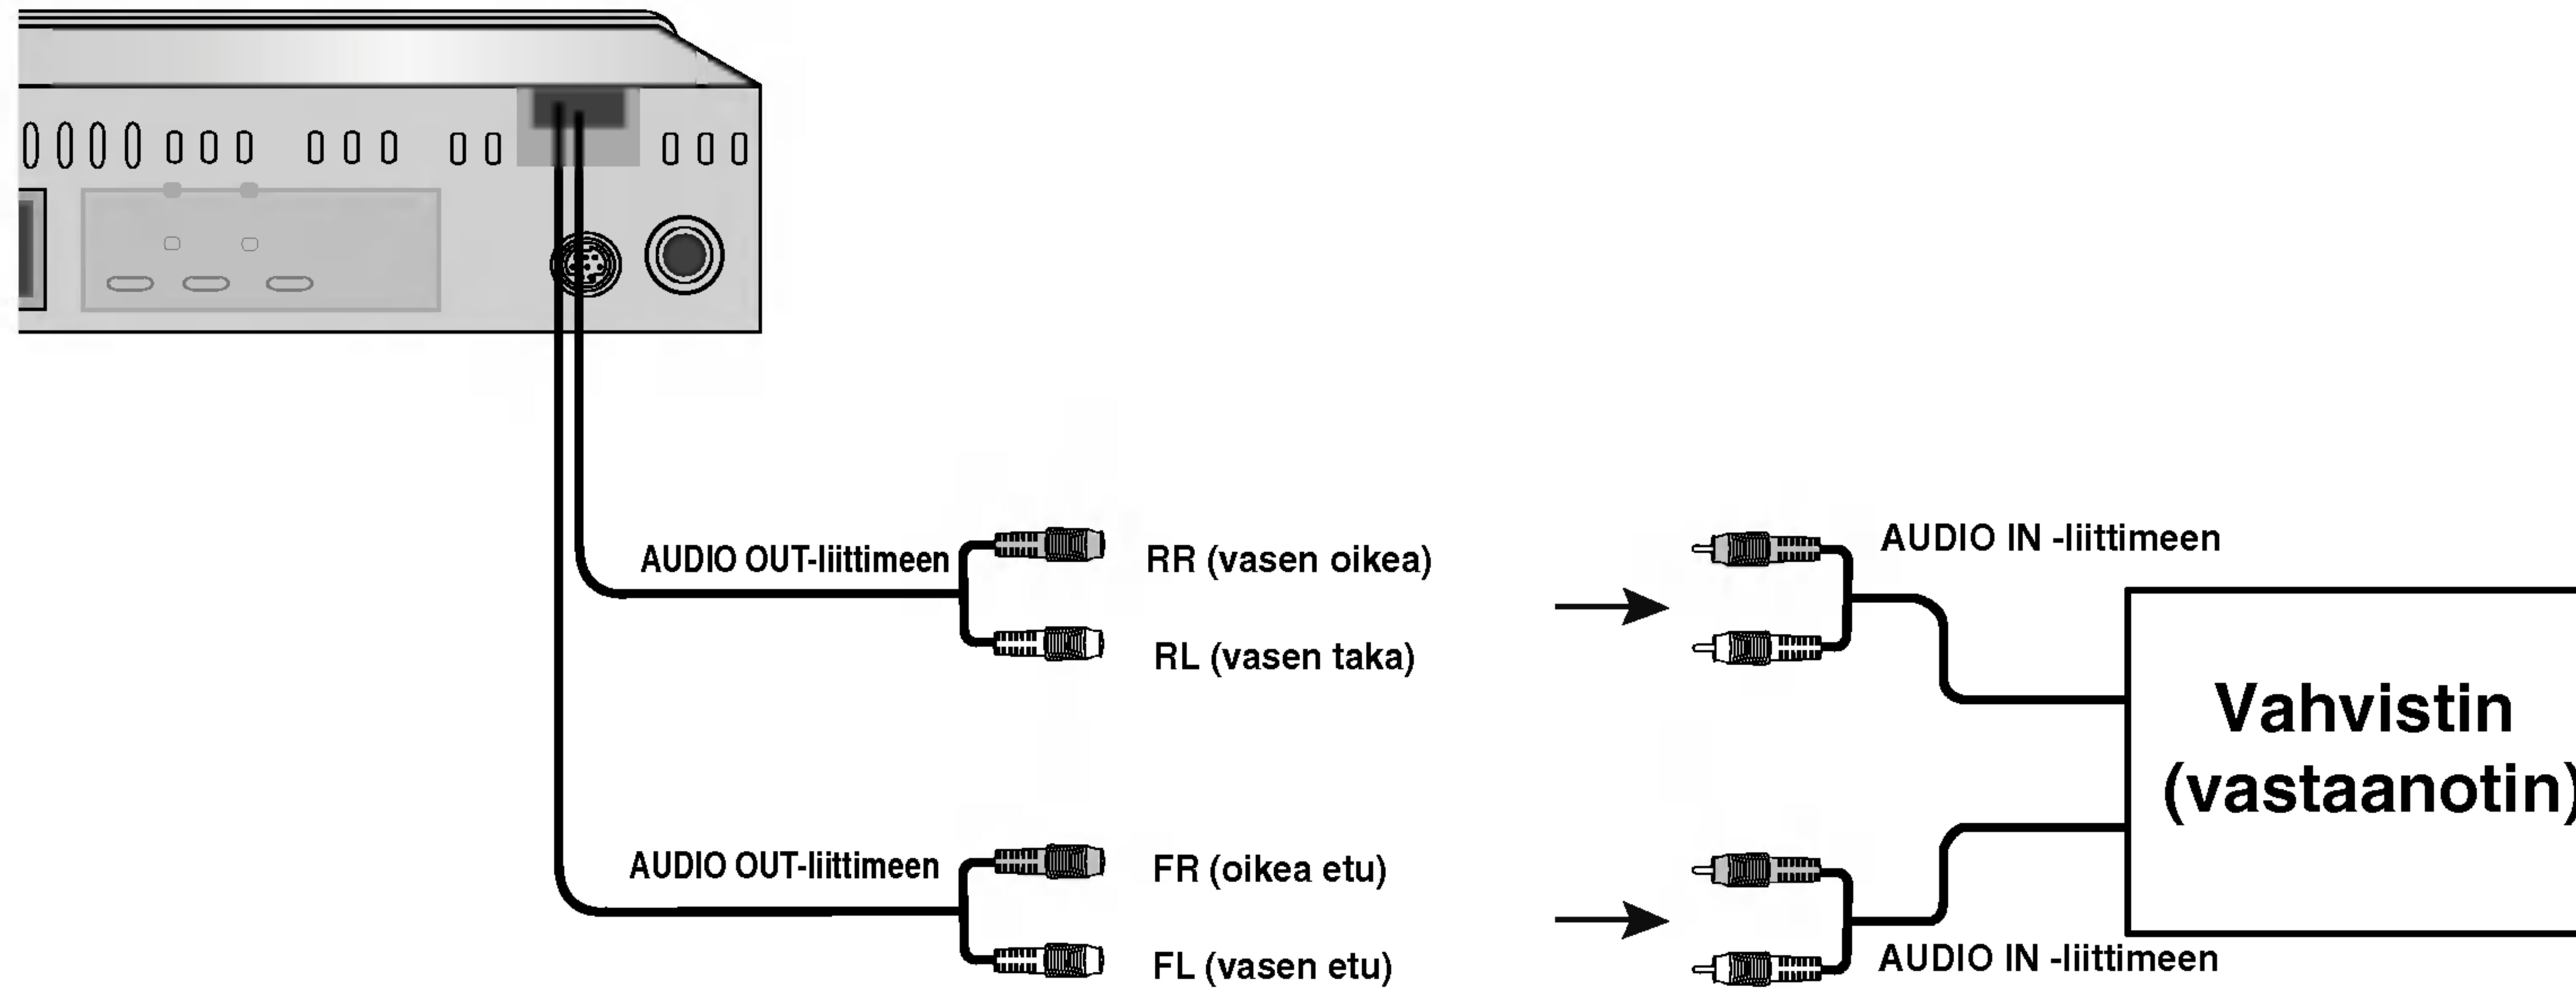 AUDIO OUT-liittimeen
RR (vasen oikea)
RL (vasen taka)
AUDIO IN -liittimeen
Vahvistin
(vastaanotin)
AUDIO OUT-liittimeen
FR (oikea etu)
FL (vasen etu)
AUDIO IN -liittimeen